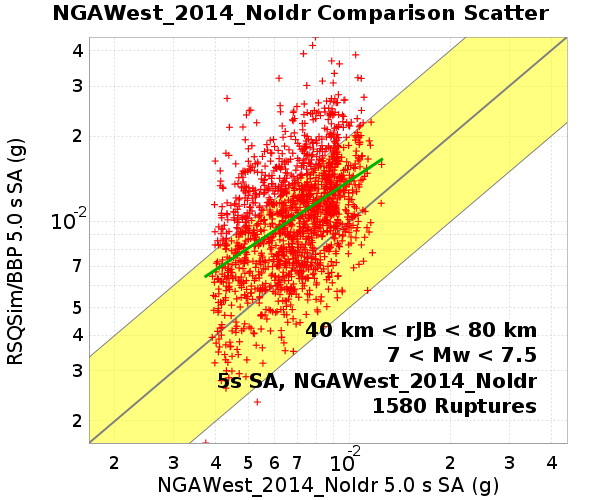 NGAWest_2014_NoIdr Comparison Scatter
4
3
2
10-2
7
5
4
3
2
RSQSim/BBP 5.0 s SA (g)
40 km < rJB < 80 km
7 < Mw < 7.5
5s SA, NGAWest_2014_NoIdr
1580 Ruptures
2 3 4 5 6 7 10-2 2 3 4
NGAWest_2014_NoIdr 5.0 s SA (g)